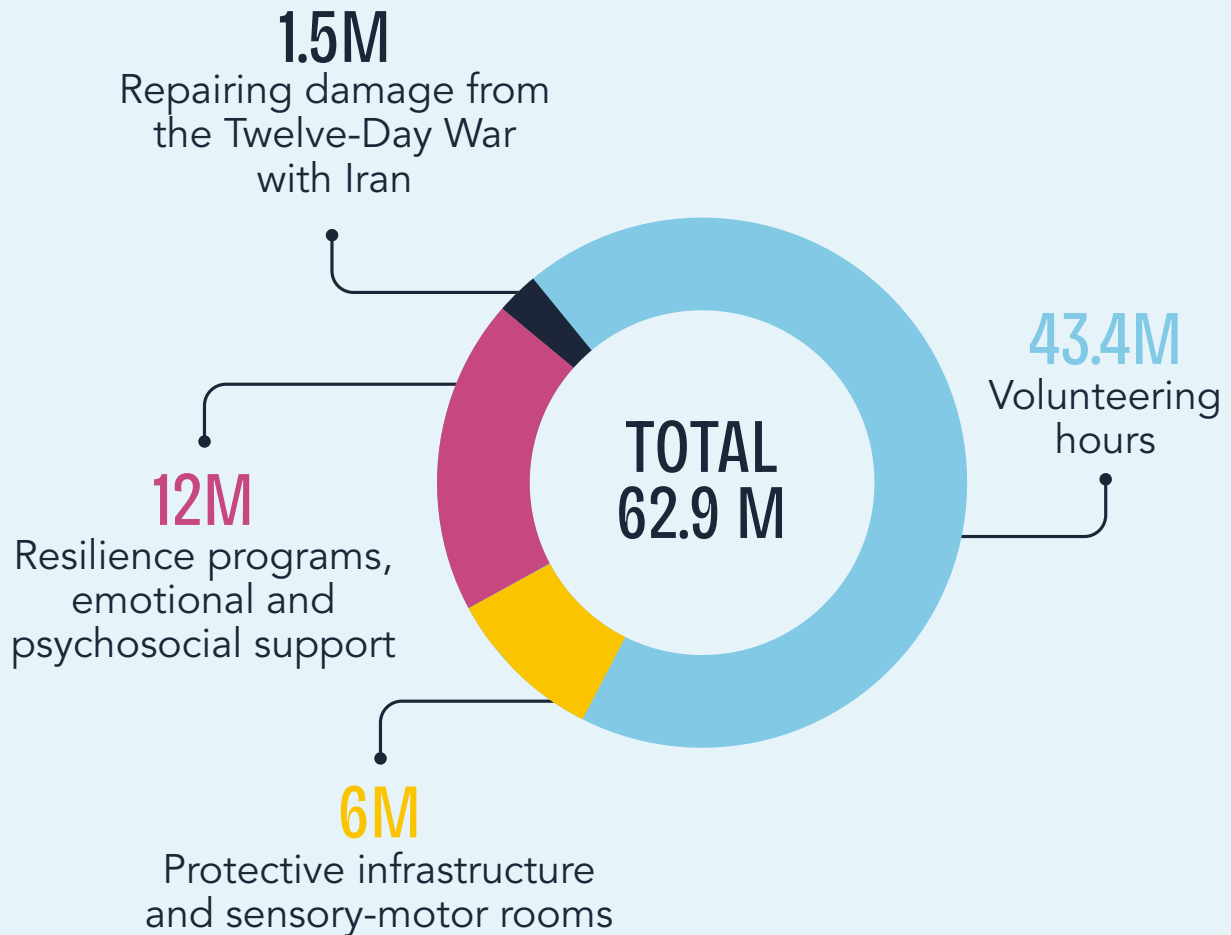 1.5M
Repairing damage from
the Twelve-Day War
with Iran
43.4M
Volunteering
hours
TOTAL
62.9 M
12M
Resilience programs,
emotional and
psychosocial support
6M
Protective infrastructure
and sensory-motor rooms